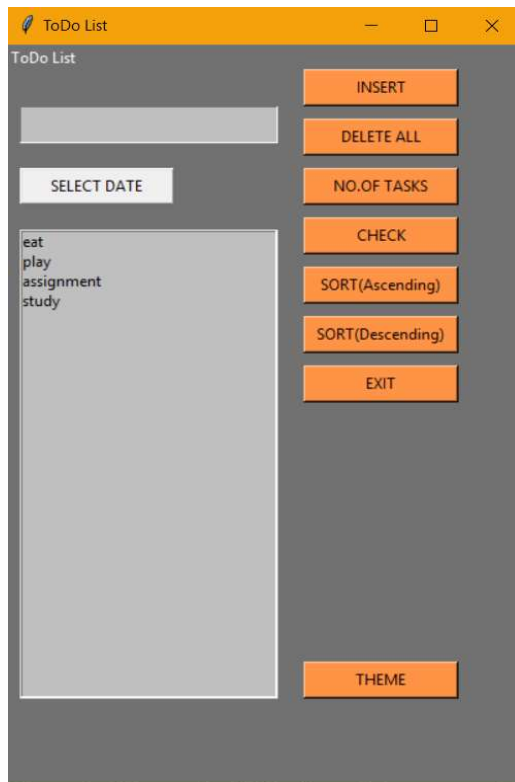 ToDo List
ToDo List
INSERT
DELETE ALL
SELECT DATE
NO.OF TASKS
CHECK
eat
play
assignment
study
SORT(Ascending)
SORT(Descending)
EXIT
THEME